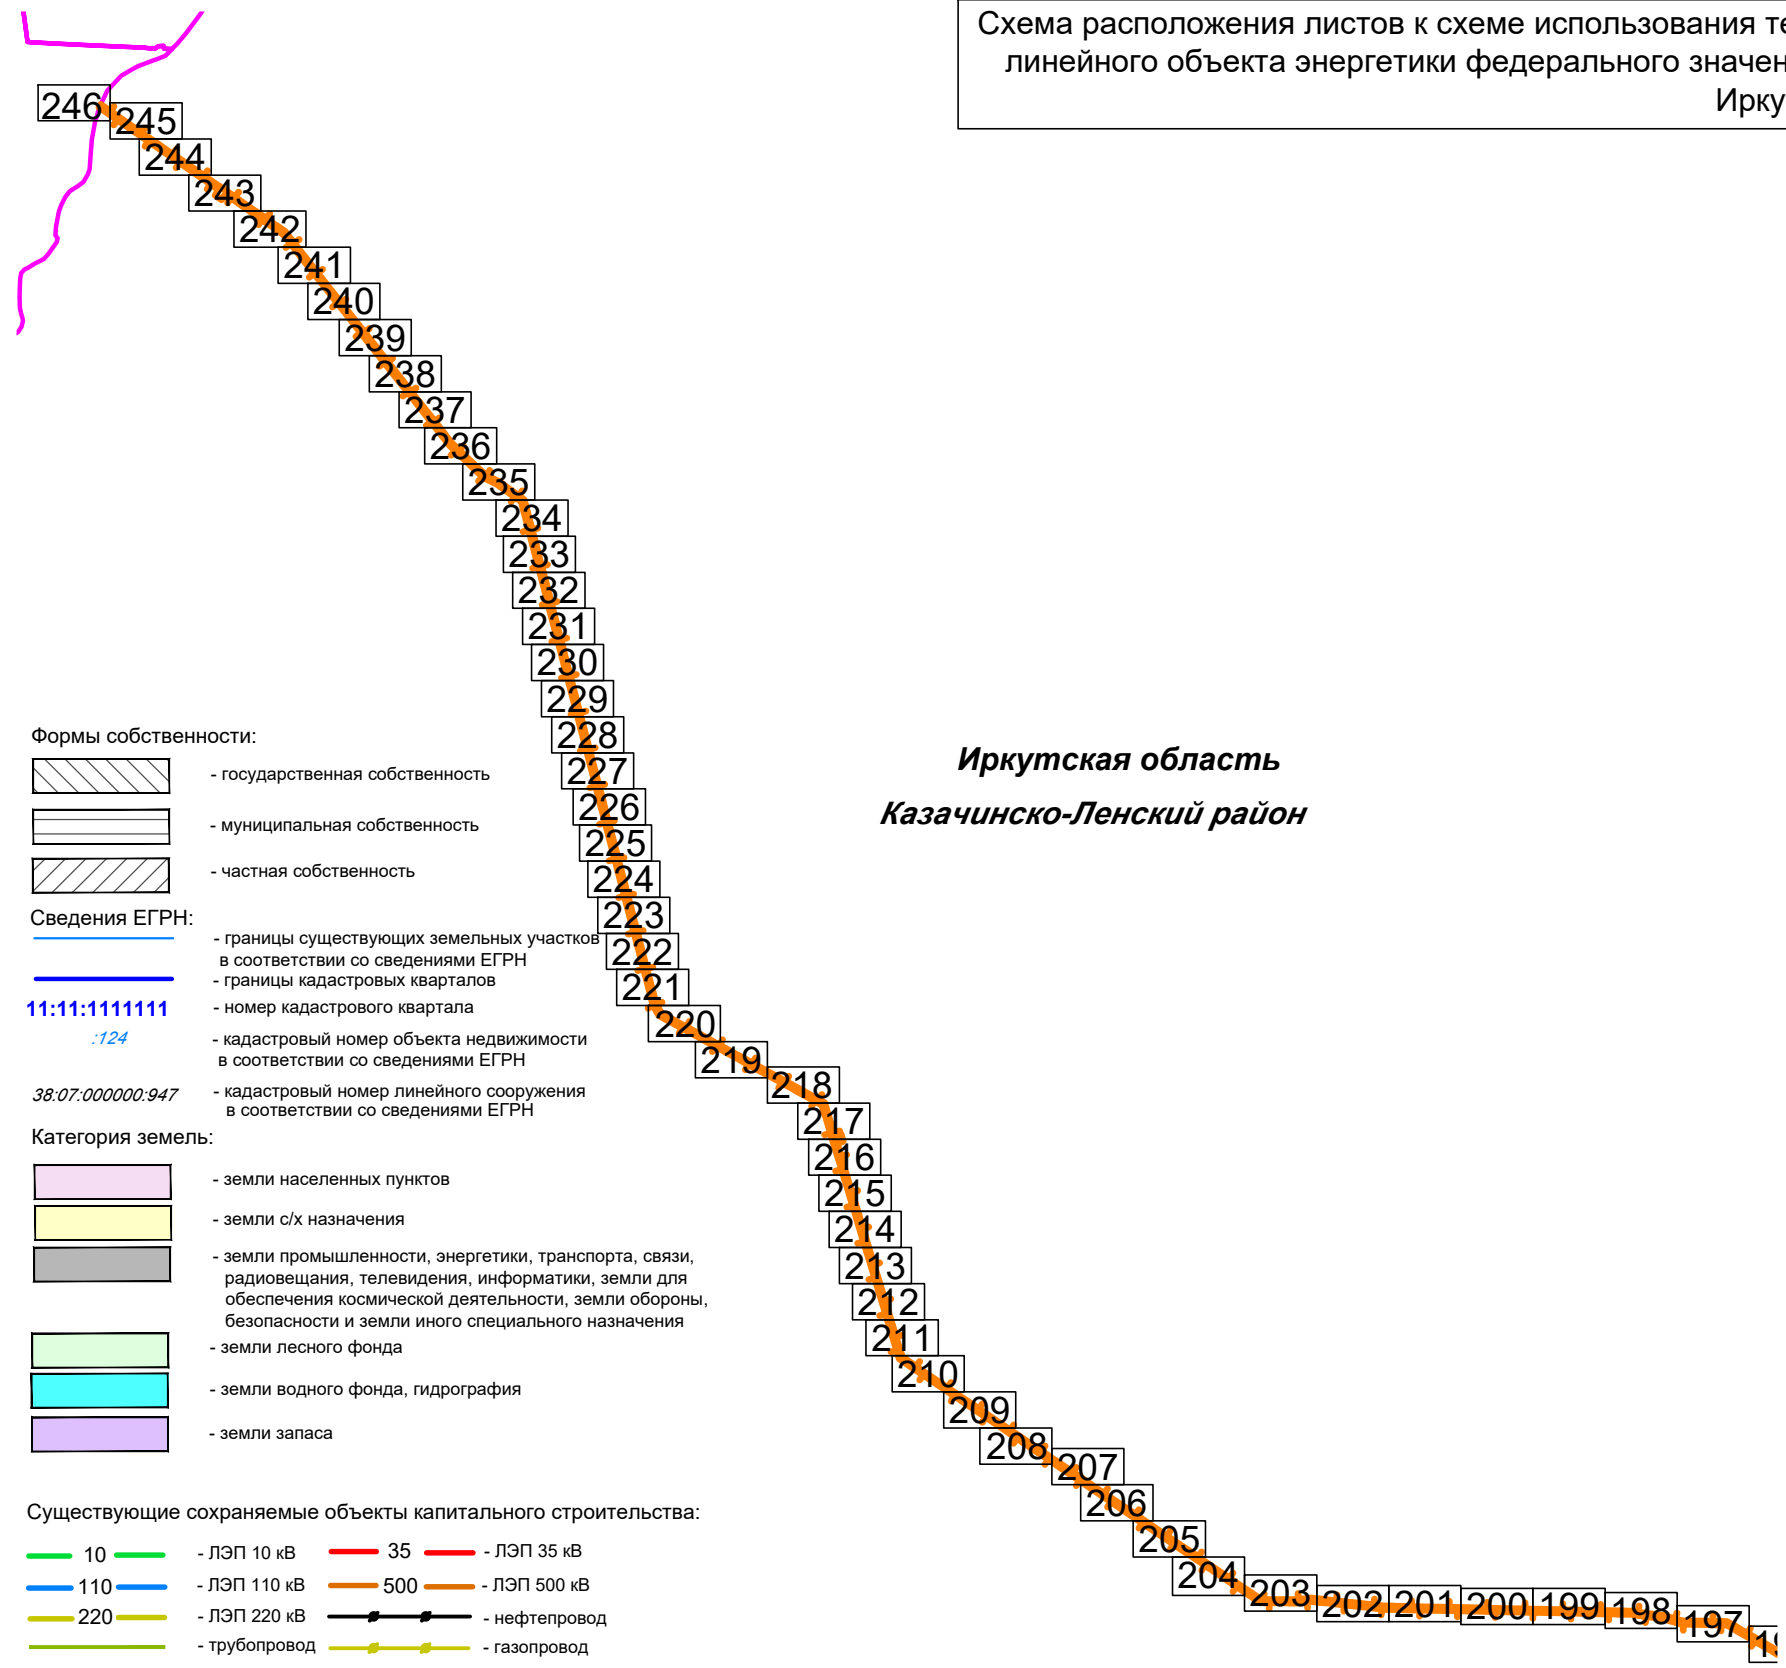 Схема расположения листов к схеме использования
линейного объекта энергетики федерального
246
245
244
243
242
241
240
239
238
237
236
235
234
233
232
231
230
229
228
227
226
225
224
223
222
221
220
219
218
217
216
215
214
213
212
211
210
209
208
207
206
205
204
203
202
201
200
199
198
197
Иркутская область
Казачинско-Ленский район
Формы собственности:
- государственная собственность
- муниципальная собственность
- частная собственность
Сведения ЕГРН:
- границы существующих земельных участков
в соответствии со сведениями ЕГРН
- границы кадастровых кварталов
11:11:1111111 - номер кадастрового квартала
:124 - кадастровый номер объекта недвижимости
в соответствии со сведениями ЕГРН
38:07:000000:947 - кадастровый номер линейного сооружения
в соответствии со сведениями ЕГРН
Категория земель:
- земли населенных пунктов
- земли с/х назначения
- земли промышленности, энергетики, транспорта, связи,
радиовещания, телевидения, информатики, земли для
обеспечения космической деятельности, земли обороны,
безопасности и земли иного специального назначения
- земли лесного фонда
- земли водного фонда, гидрография
- земли запаса
Существующие сохраняемые объекты капитального строительства:
10 - ЛЭП 10 кВ 35 - ЛЭП 35 кВ
110 - ЛЭП 110 кВ 500 - ЛЭП 500 кВ
220 - ЛЭП 220 кВ - нефтепровод
- трубопровод - газопровод